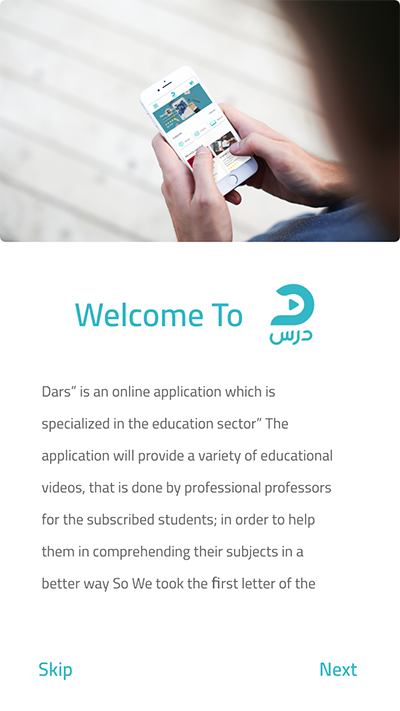 Welcome To
درس
Dars” is an online application which is
specialized in the education sector” The
application will provide a variety of educational
videos, that is done by professional professors
for the subscribed students; in order to help
them in comprehending their subjects in a
better way So We took the first letter of the
Skip
Next